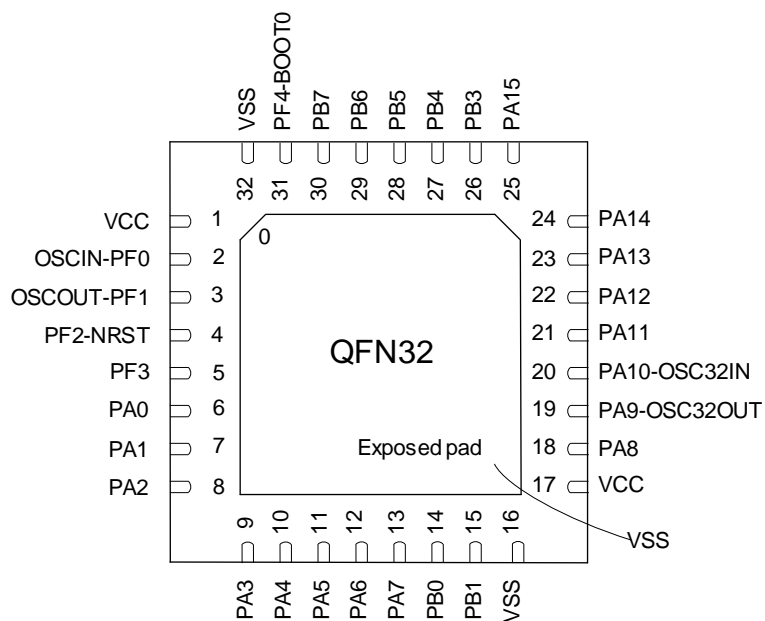 VSS
PF4-BOOT0
PB7
PB6
PB5
PB4
PB3
PA15
32
31
30
29
28
27
26
25
VCC 1
OSCIN-PF0 2
OSCOUT-PF1 3
PF2-NRST 4
PF3 5
PA0 6
PA1 7
PA2 8
0
QFN32
Exposed pad
24 PA14
23 PA13
22 PA12
21 PA11
20 PA10-OSC32IN
19 PA9-OSC32OUT
18 PA8
17 VCC
VSS
9
10
11
12
13
14
15
16
PA3
PA4
PA5
PA6
PA7
PB0
PB1
VSS